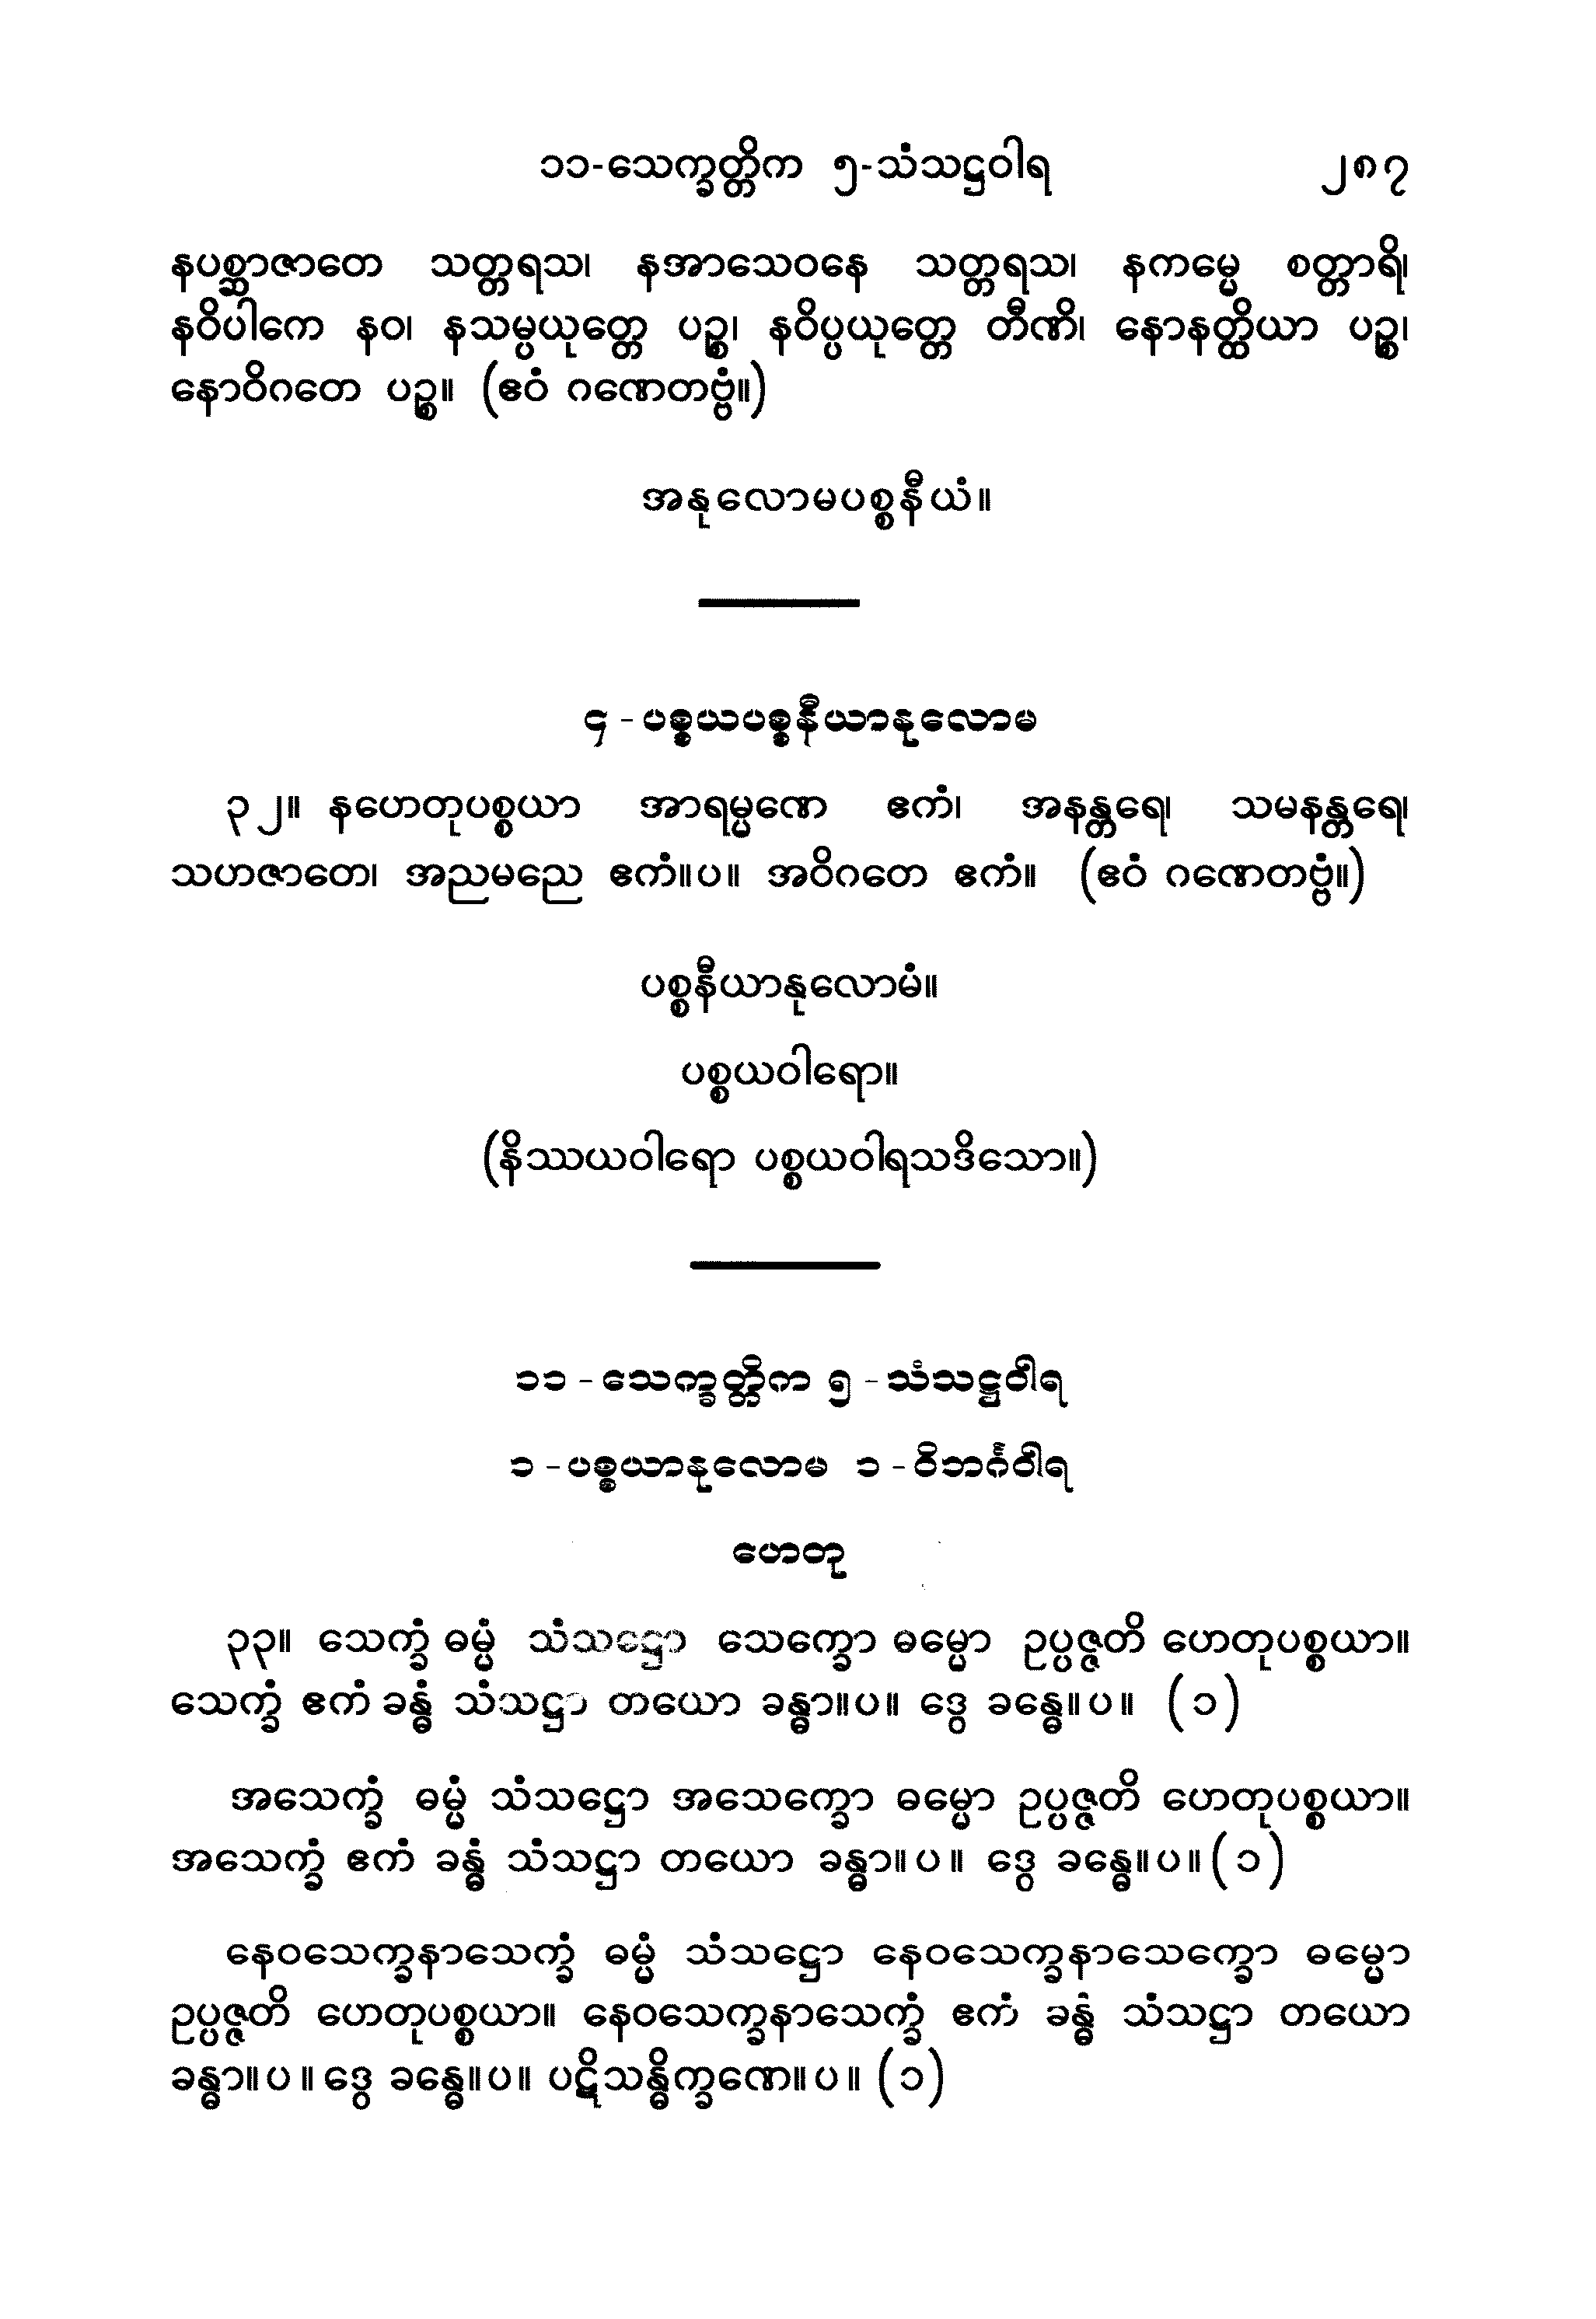 ၁၁-သေက္ခတ္တိက ၅-သံသဋ္ဌဝါရ ၂၈၇
နပစ္ဆာဇာတေ သတ္တရသ၊ နအာသေဝနေ သတ္တရသ၊ နကမ္မေ စတ္တာရိ၊
နဝိပါကေ နဝ၊ နသမ္ပယုတ္တေ ပဉ္စ၊ နဝိပ္ပယုတ္တေ တီဏိ၊ နောနတ္ထိယာ ပဉ္စ၊
နောဝိဂတေ ပဉ္စ။ (ဧဝံ ဂဏေတဗ္ဗံ။)
အနုလောမပစ္စနီယံ။
၄ - ပစ္စယပစ္စနီယာနုလောမ
၃၂။ နဟေတုပစ္စယာ အာရမ္မဏေ ဧကံ၊ အနန္တရေ၊ သမနန္တရေ၊
သဟဇာတေ၊ အညမညေ ဧကံ။ပ။ အဝိဂတေ ဧကံ။ (ဧဝံ ဂဏေတဗ္ဗံ။)
ပစ္စနီယာနုလောမံ။
ပစ္စယဝါရော။
(နိဿယဝါရော ပစ္စယဝါရသဒိသော။)
၁၁ - သေက္ခတ္တိက ၅ - သံသဋ္ဌဝါရ
၁ - ပစ္စယာနုလောမ ၁ - ဝိဘင်္ဂဝါရ
ဟေတု
၃၃။ သေက္ခံ ဓမ္မံ သံသဋ္ဌော သေက္ခော ဓမ္မော ဥပ္ပဇ္ဇတိ ဟေတုပစ္စယာ။
သေက္ခံ ဧကံ ခန္ဓံ သံသဋ္ဌာ တယော ခန္ဓာ။ပ။ ဒွေ ခန္ဓေ။ပ။ (၁)
အသေက္ခံ ဓမ္မံ သံသဋ္ဌော အသေက္ခော ဓမ္မော ဥပ္ပဇ္ဇတိ ဟေတုပစ္စယာ။
အသေက္ခံ ဧကံ ခန္ဓံ သံသဋ္ဌာ တယော ခန္ဓာ။ပ။ ဒွေ ခန္ဓေ။ပ။(၁)
နေဝသေက္ခနာသေက္ခံ ဓမ္မံ သံသဋ္ဌော နေဝသေက္ခနာသေက္ခော ဓမ္မော
ဥပ္ပဇ္ဇတိ ဟေတုပစ္စယာ။ နေဝသေက္ခနာသေက္ခံ ဧကံ ခန္ဓံ သံသဋ္ဌာ တယော
ခန္ဓာ။ပ။ဒွေ ခန္ဓေ။ပ။ ပဋိသန္ဓိက္ခဏေ။ပ။(၁)